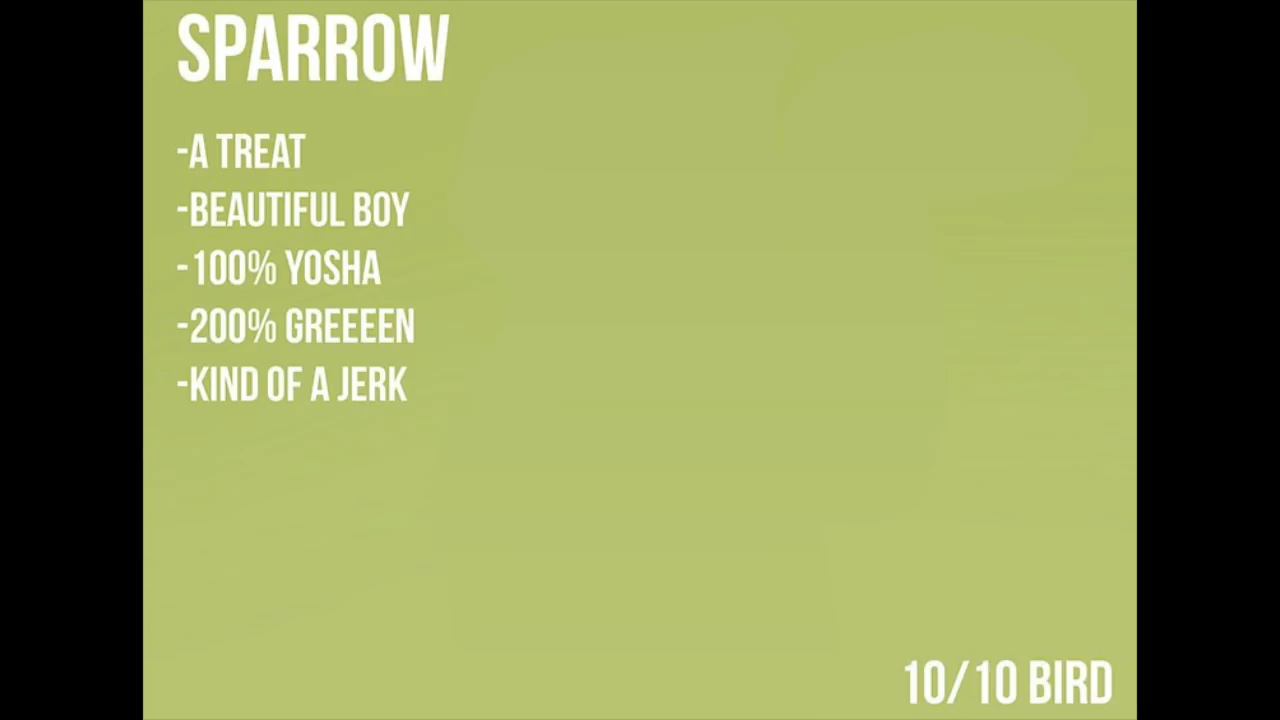 SPARROW
-A TREAT
-BEAUTIFUL BOY
-100% YOSHA
-200% GREEEEN
-KIND OF A JERK
10/10 BIRD